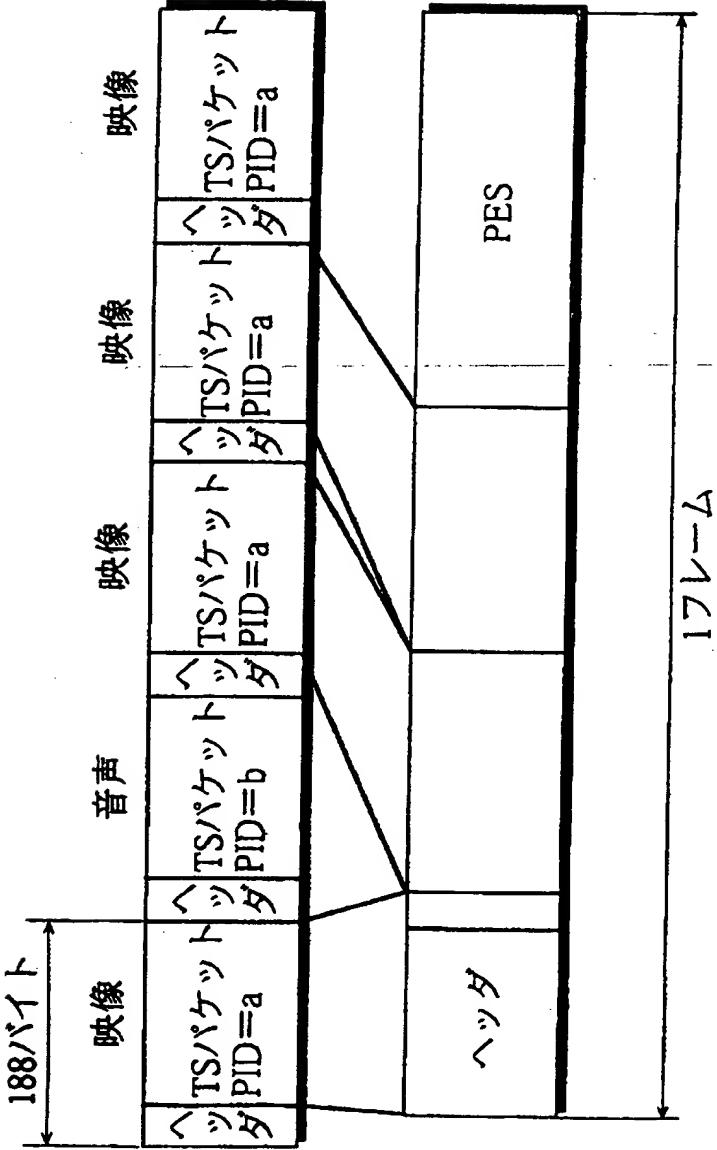 188バイト
映像
音声
映像
映像
映像
ヘッダ
TSパケット
PID=a
ヘッダ
TSパケット
PID=b
ヘッダ
TSパケット
PID=a
ヘッダ
TSパケット
PID=a
ヘッダ
TSパケット
PID=a
ヘッダ
PES
1フレーム